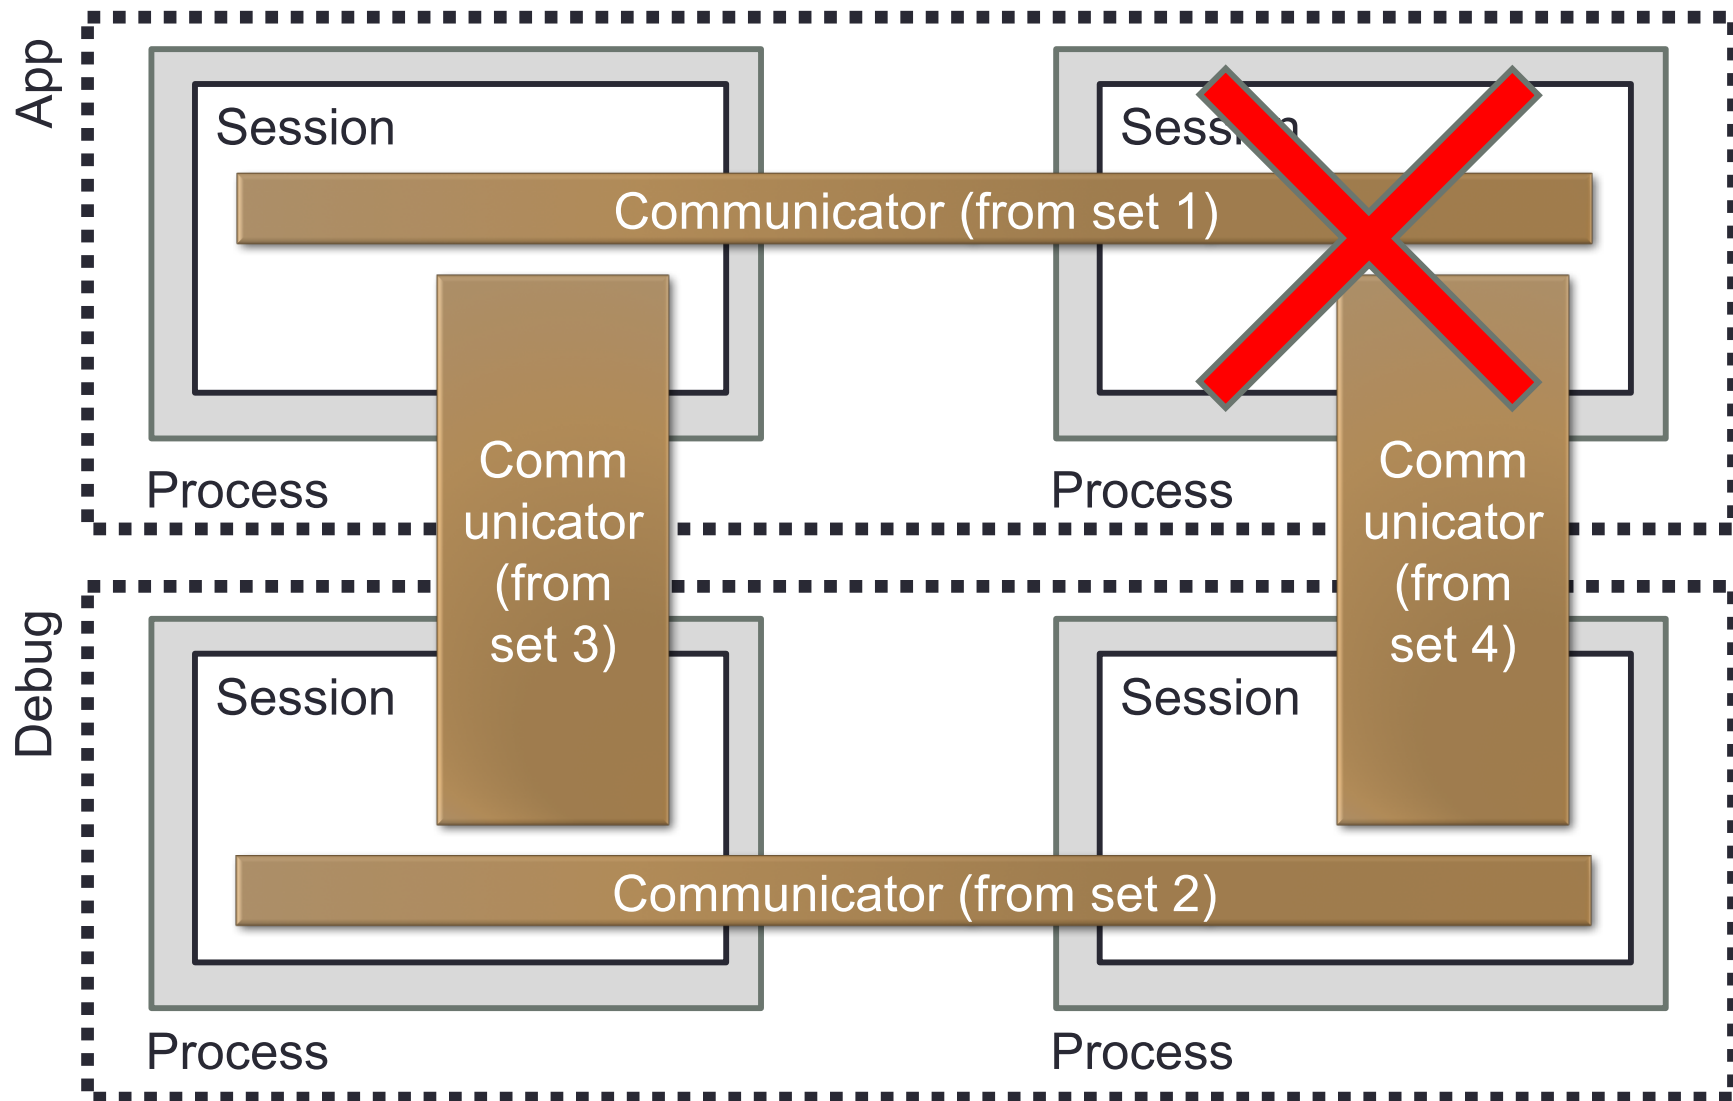 App
Session
Session
Communicator (from set 1)
Process
Process
Comm
unicator
(from
set 3)
Comm
unicator
(from
set 4)
Debug
Session
Session
Communicator (from set 2)
Process
Process